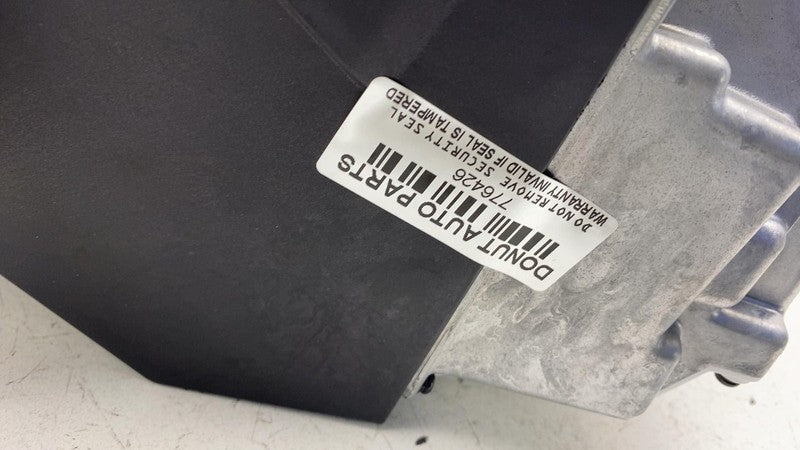 DONUT AUTO PARTS
776426
DO NOT REMOVE SECURITY SEAL
WARRANTY INVALID IF SEAL IS TAMPERED